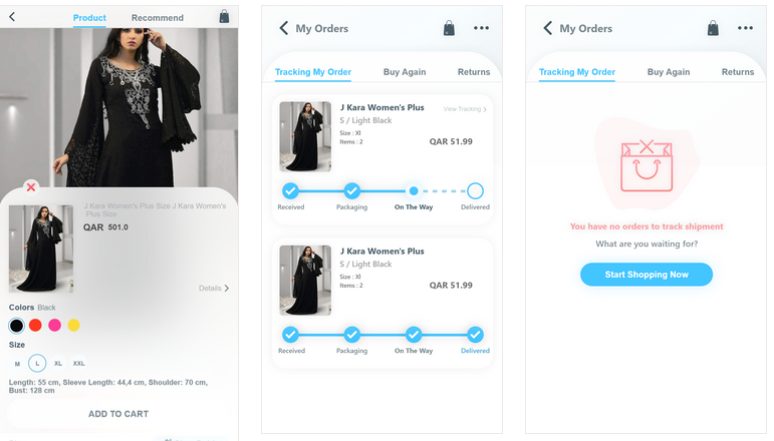 Product Recommend
J Kara Women's Plus Size J Kara Women's
Plus Size
QAR 501.0
Details
Colors Black
Size
M L XL XXL
Length: 55 cm, Sleeve Length: 44,4 cm, Shoulder: 70 cm,
Bust: 128 cm
ADD TO CART
My Orders
Tracking My Order Buy Again Returns
J Kara Women's Plus
View Tracking
S / Light Black
Size : Xl
Items : 2
QAR 51.99
Received Packaging On The Way Delivered
J Kara Women's Plus
S / Light Black
Size : Xl
Items : 2
QAR 51.99
Received Packaging On The Way Delivered
My Orders
Tracking My Order Buy Again Returns
You have no orders to track shipment
What are you waiting for?
Start Shopping Now